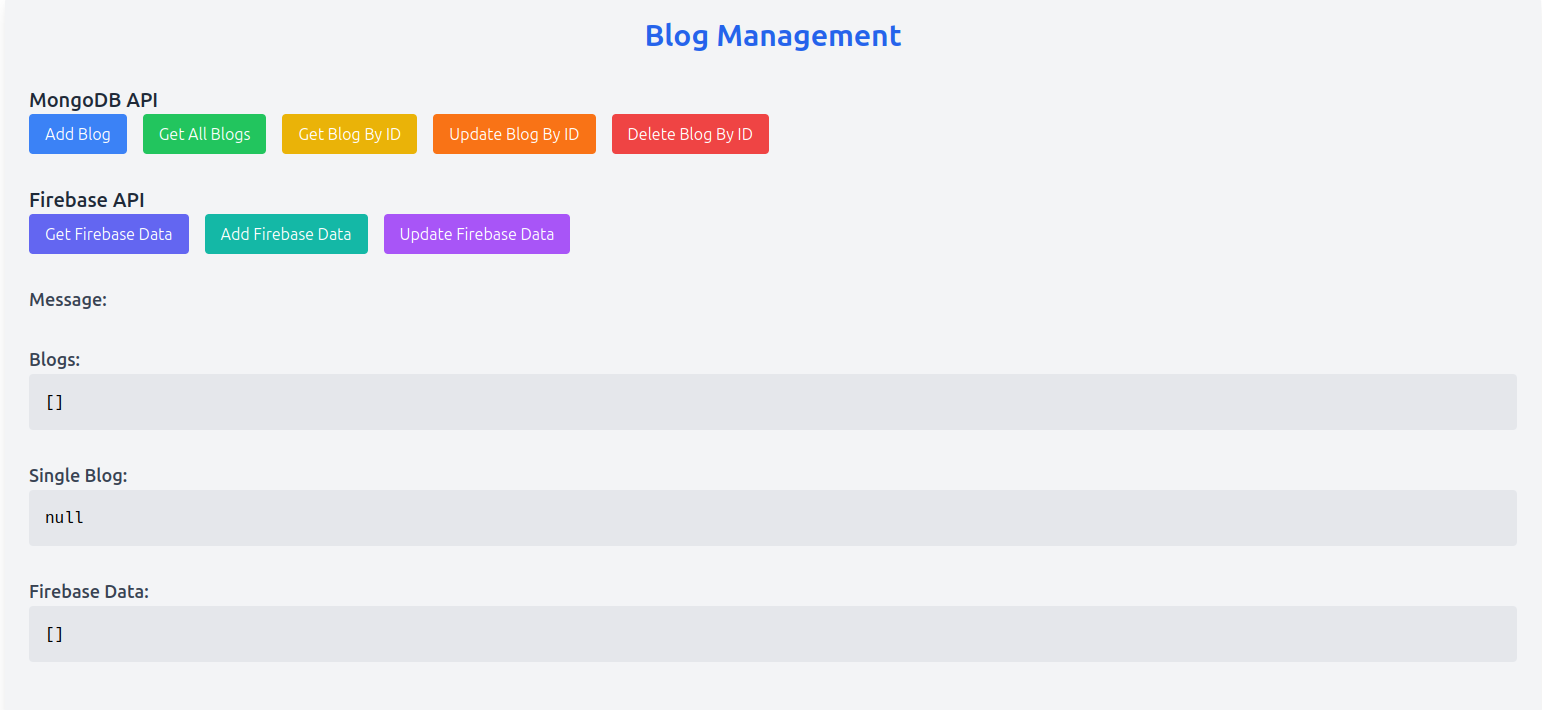 Blog Management
MongoDB API
Add Blog Get All Blogs Get Blog By ID Update Blog By ID Delete Blog By ID
Firebase API
Get Firebase Data Add Firebase Data Update Firebase Data
Message:
Blogs:
[]
Single Blog:
null
Firebase Data:
[]